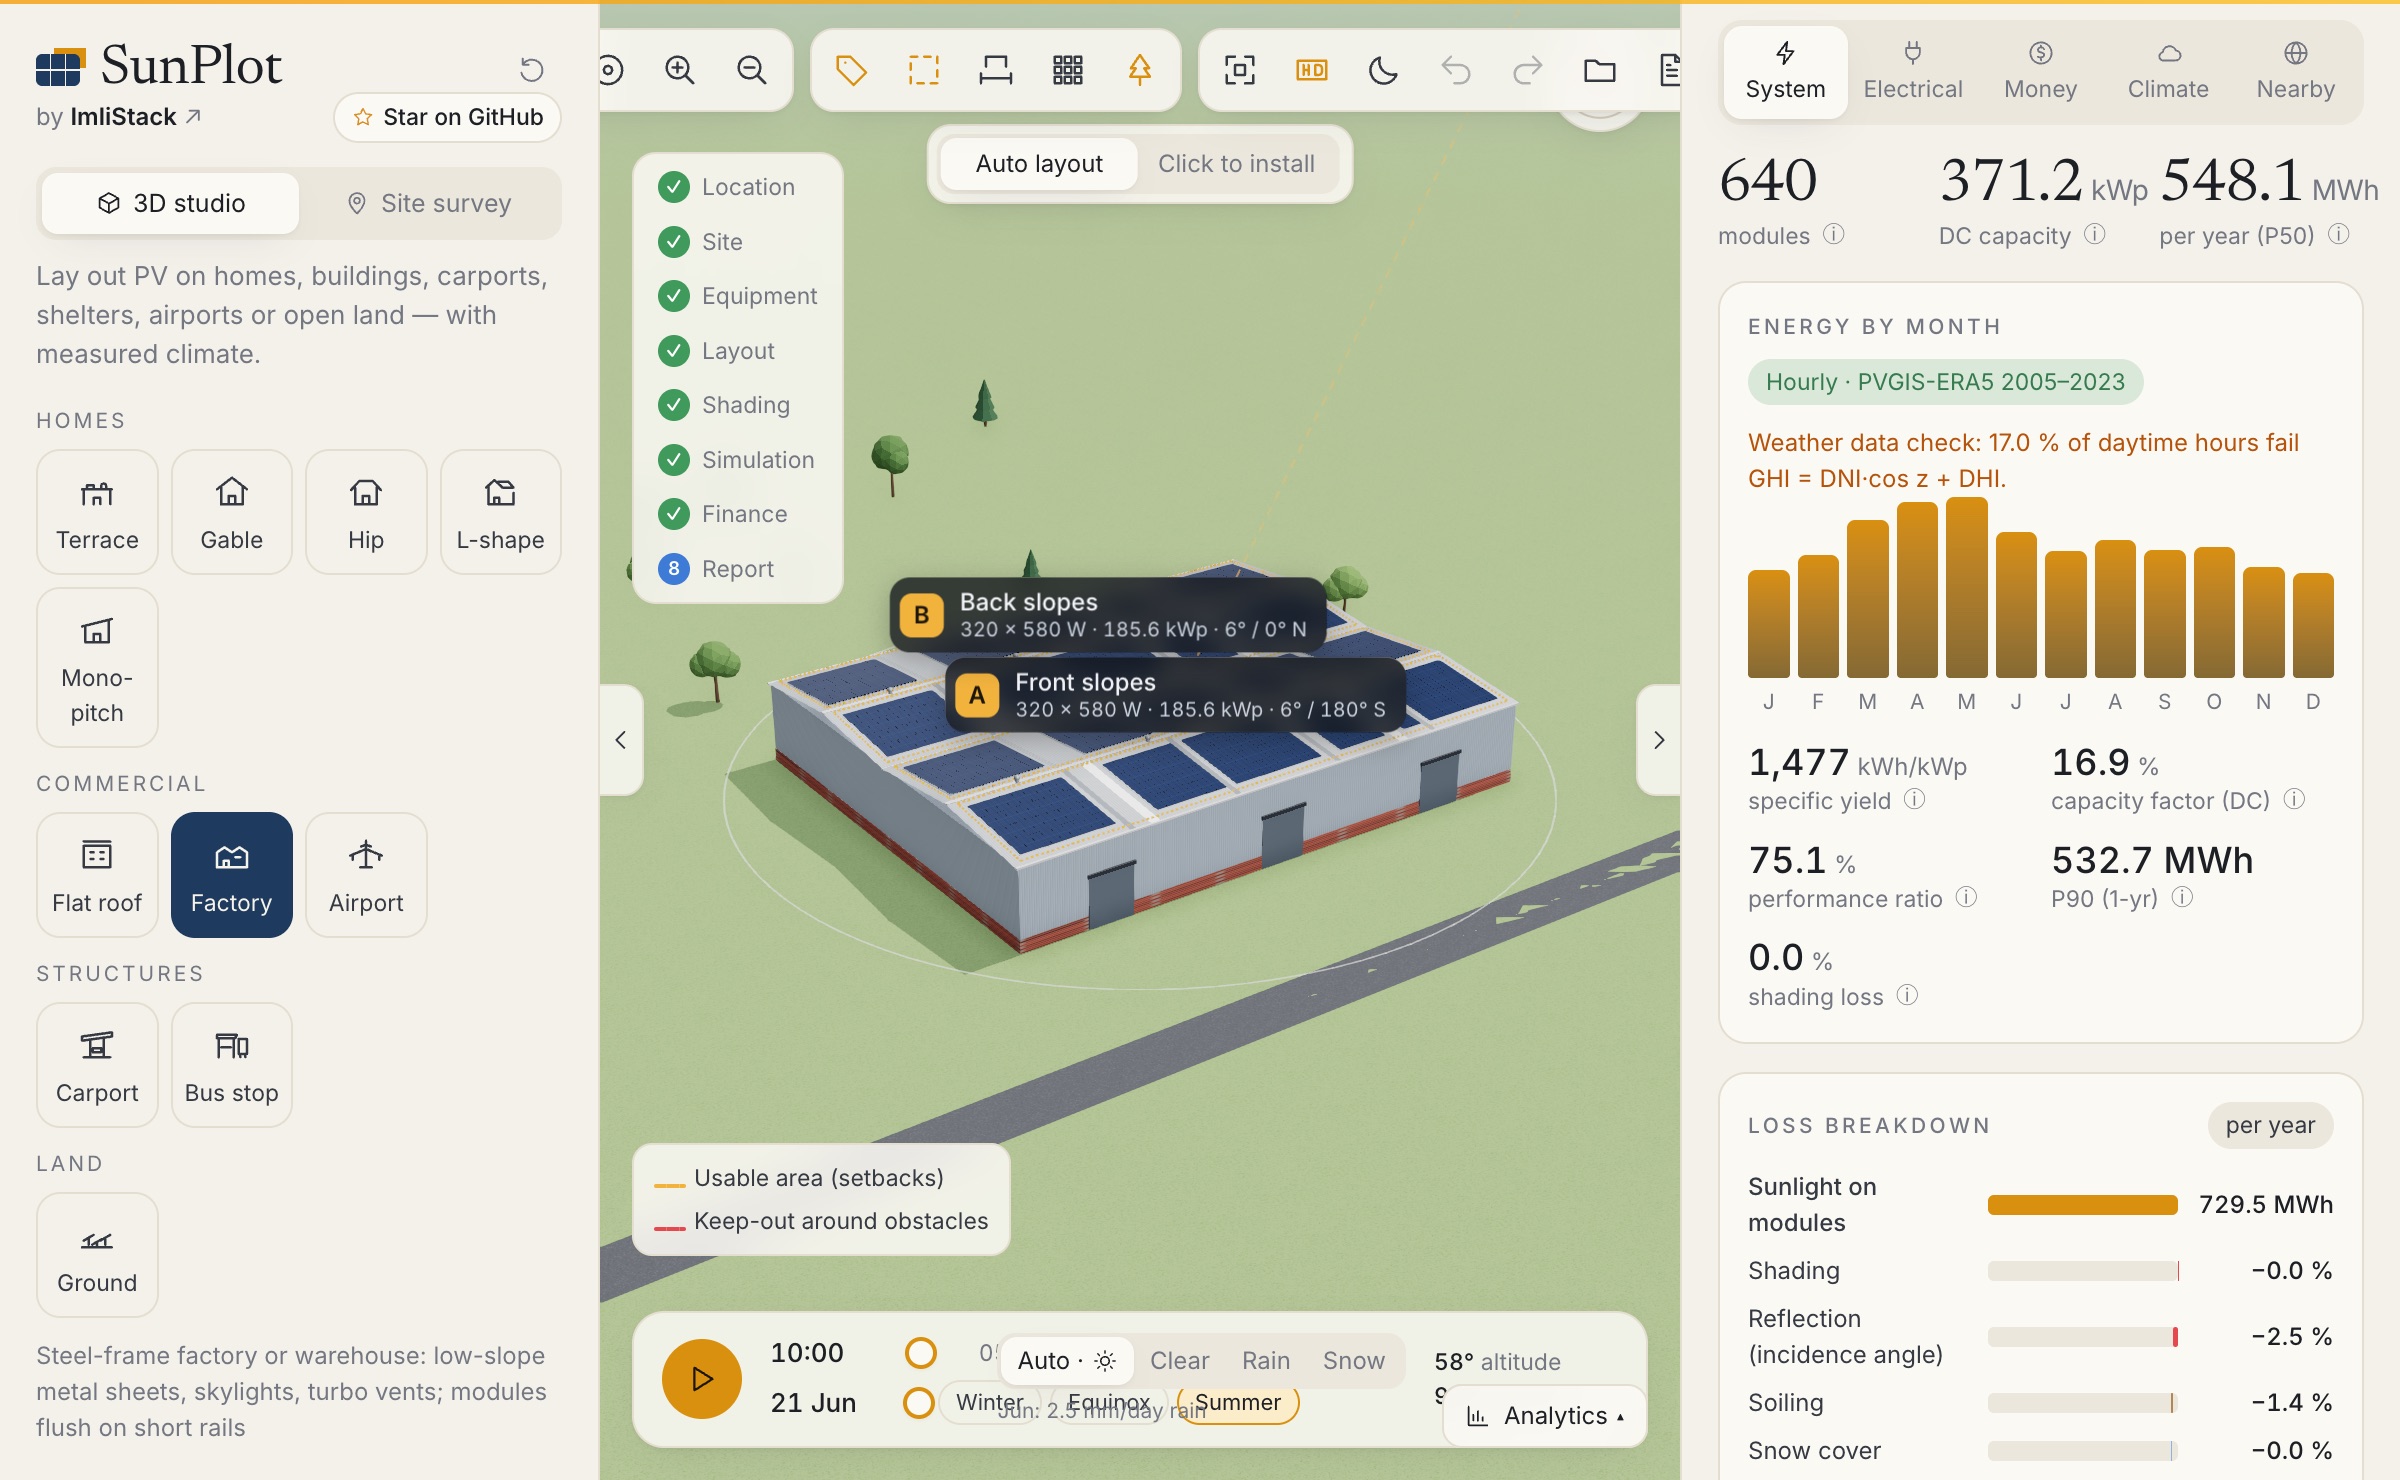 SunPlot
by ImliStack ↗
Star on GitHub
3D studio
Site survey
Lay out PV on homes, buildings, carports,
shelters, airports or open land — with
measured climate.
HOMES
Terrace
Gable
Hip
L-shape
Mono-
pitch
COMMERCIAL
Flat roof
Factory
Airport
STRUCTURES
Carport
Bus stop
LAND
Ground
Steel-frame factory or warehouse: low-slope
metal sheets, skylights, turbo vents; modules
flush on short rails
HD
Auto layout
Click to install
Location
Site
Equipment
Layout
Shading
Simulation
Finance
8 Report
B Back slopes
320 × 580 W · 185.6 kWp · 6° / 0° N
A Front slopes
320 × 580 W · 185.6 kWp · 6° / 180° S
Usable area (setbacks)
Keep-out around obstacles
10:00
Auto ·
Clear
Rain
Snow
58° altitude
21 Jun
Winter
Equinox
Summer
Jun: 2.5 mm/day rain
Analytics
System
Electrical
Money
Climate
Nearby
640
modules
371.2 kWp
DC capacity
548.1 MWh
per year (P50)
ENERGY BY MONTH
Hourly · PVGIS-ERA5 2005–2023
Weather data check: 17.0 % of daytime hours fail
GHI = DNI·cos z + DHI.
J F M A M J J A S O N D
1,477 kWh/kWp
specific yield
16.9 %
capacity factor (DC)
75.1 %
performance ratio
532.7 MWh
P90 (1-yr)
0.0 %
shading loss
LOSS BREAKDOWN
per year
Sunlight on
modules
729.5 MWh
Shading
−0.0 %
Reflection
(incidence angle)
−2.5 %
Soiling
−1.4 %
Snow cover
−0.0 %